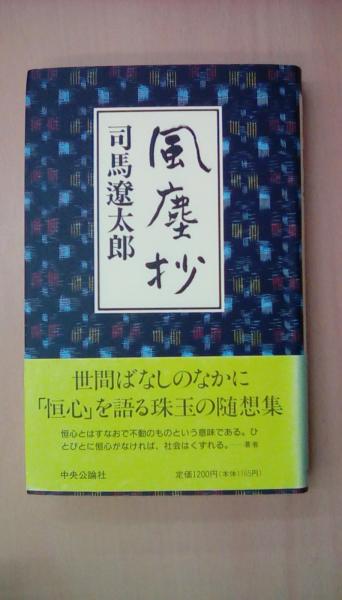 風塵抄
司馬遼太郎
世間ばなしのなかに
「恒心」を語る珠玉の随想集
恒心とはすなおで不動のものという意味である。ひ
とびとに恒心がなければ、社会はくずれる。──著者
中央公論社
定価1200円(本体1165円)